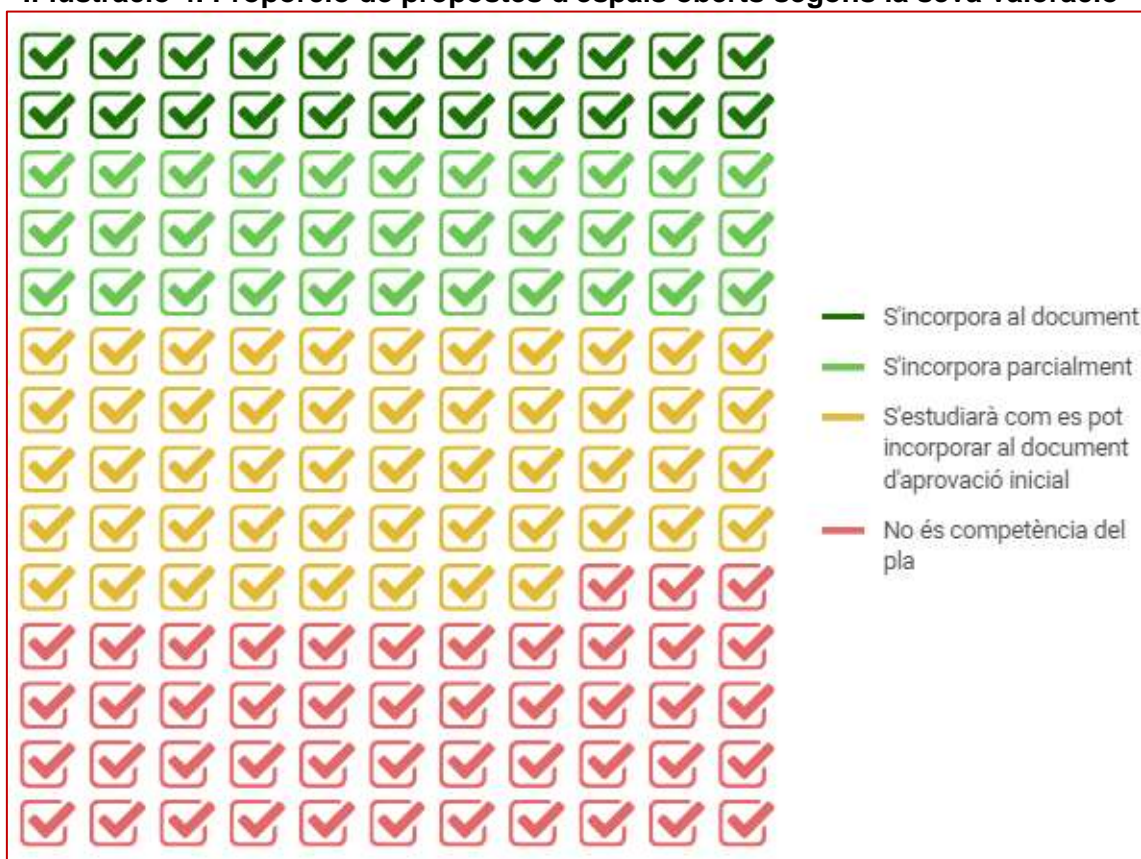 Il·lustració 4. Proporció de propostes d'espais oberts segons la seva valoració
S'incorpora al document
S'incorpora parcialment
S'estudiarà com es pot
incorporar al document
d'aprovació inicial
No és competència del
pla